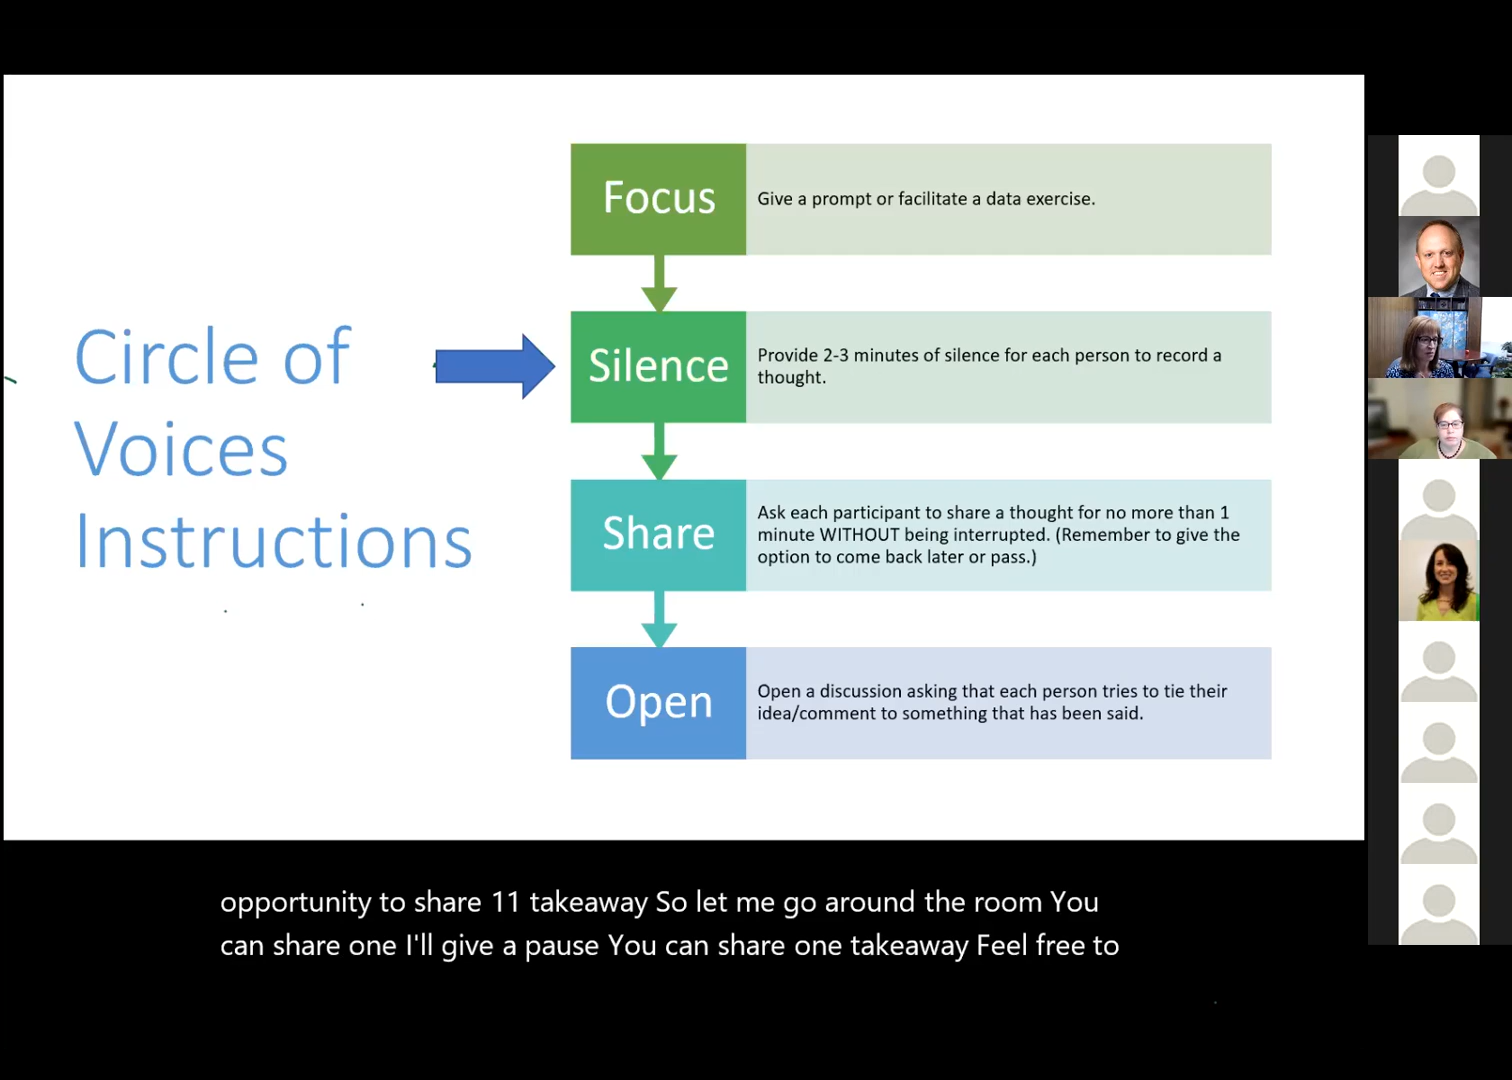 Circle of
Voices
Instructions
Focus
Give a prompt or facilitate a data exercise.
Silence
Provide 2-3 minutes of silence for each person to record a
thought.
Share
Ask each participant to share a thought for no more than 1
minute WITHOUT being interrupted. (Remember to give the
option to come back later or pass.)
Open
Open a discussion asking that each person tries to tie their
idea/comment to something that has been said.
opportunity to share 11 takeaway So let me go around the room You
can share one I'll give a pause You can share one takeaway Feel free to